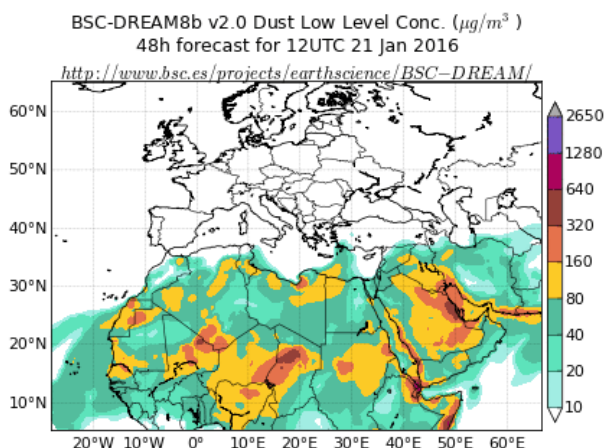 BSC-DREAM8b v2.0 Dust Low Level Conc. (μg/m³ )
48h forecast for 12UTC 21 Jan 2016
http://www.bsc.es/projects/earthscience/BSC−DREAM/
60°N
50°N
40°N
30°N
20°N
10°N
20°W 10°W 0° 10°E 20°E 30°E 40°E 50°E 60°E
2650
1280
640
320
160
80
40
20
10